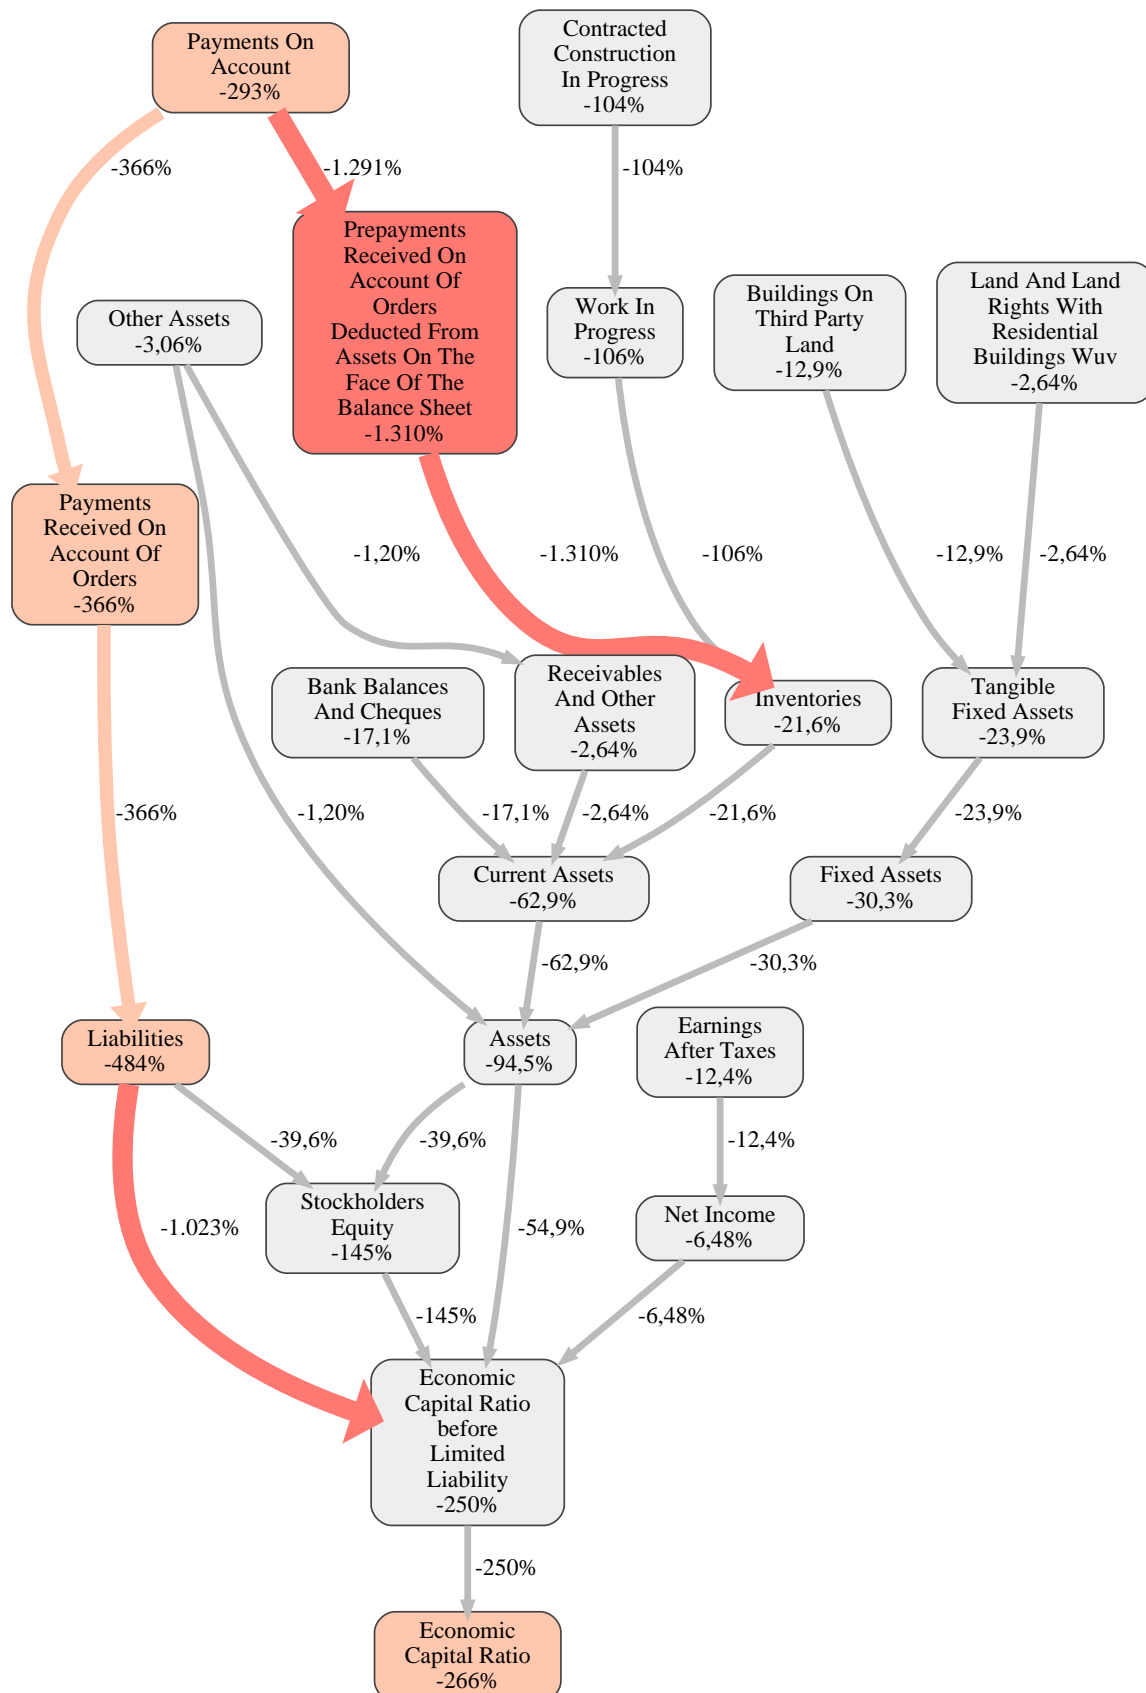 Payments On
Account
-293%
Contracted
Construction
In Progress
-104%
-366%
-1.291%
-104%
Prepayments
Received On
Account Of
Orders
Deducted From
Assets On The
Face Of The
Balance Sheet
-1.310%
Other Assets
-3,06%
Work In
Progress
-106%
Buildings On
Third Party
Land
-12,9%
Land And Land
Rights With
Residential
Buildings Wuv
-2,64%
Payments
Received On
Account Of
Orders
-366%
-1,20%
-1.310%
-106%
-12,9%
-2,64%
Bank Balances
And Cheques
-17,1%
Receivables
And Other
Assets
-2,64%
Inventories
-21,6%
Tangible
Fixed Assets
-23,9%
-366%
-1,20%
-17,1%
-2,64%
-21,6%
-23,9%
Current Assets
-62,9%
Fixed Assets
-30,3%
-62,9%
-30,3%
Liabilities
-484%
Assets
-94,5%
Earnings
After Taxes
-12,4%
-39,6%
-39,6%
-12,4%
-1.023%
Stockholders
Equity
-145%
-54,9%
Net Income
-6,48%
-145%
-6,48%
Economic
Capital Ratio
before
Limited
Liability
-250%
-250%
Economic
Capital Ratio
-266%